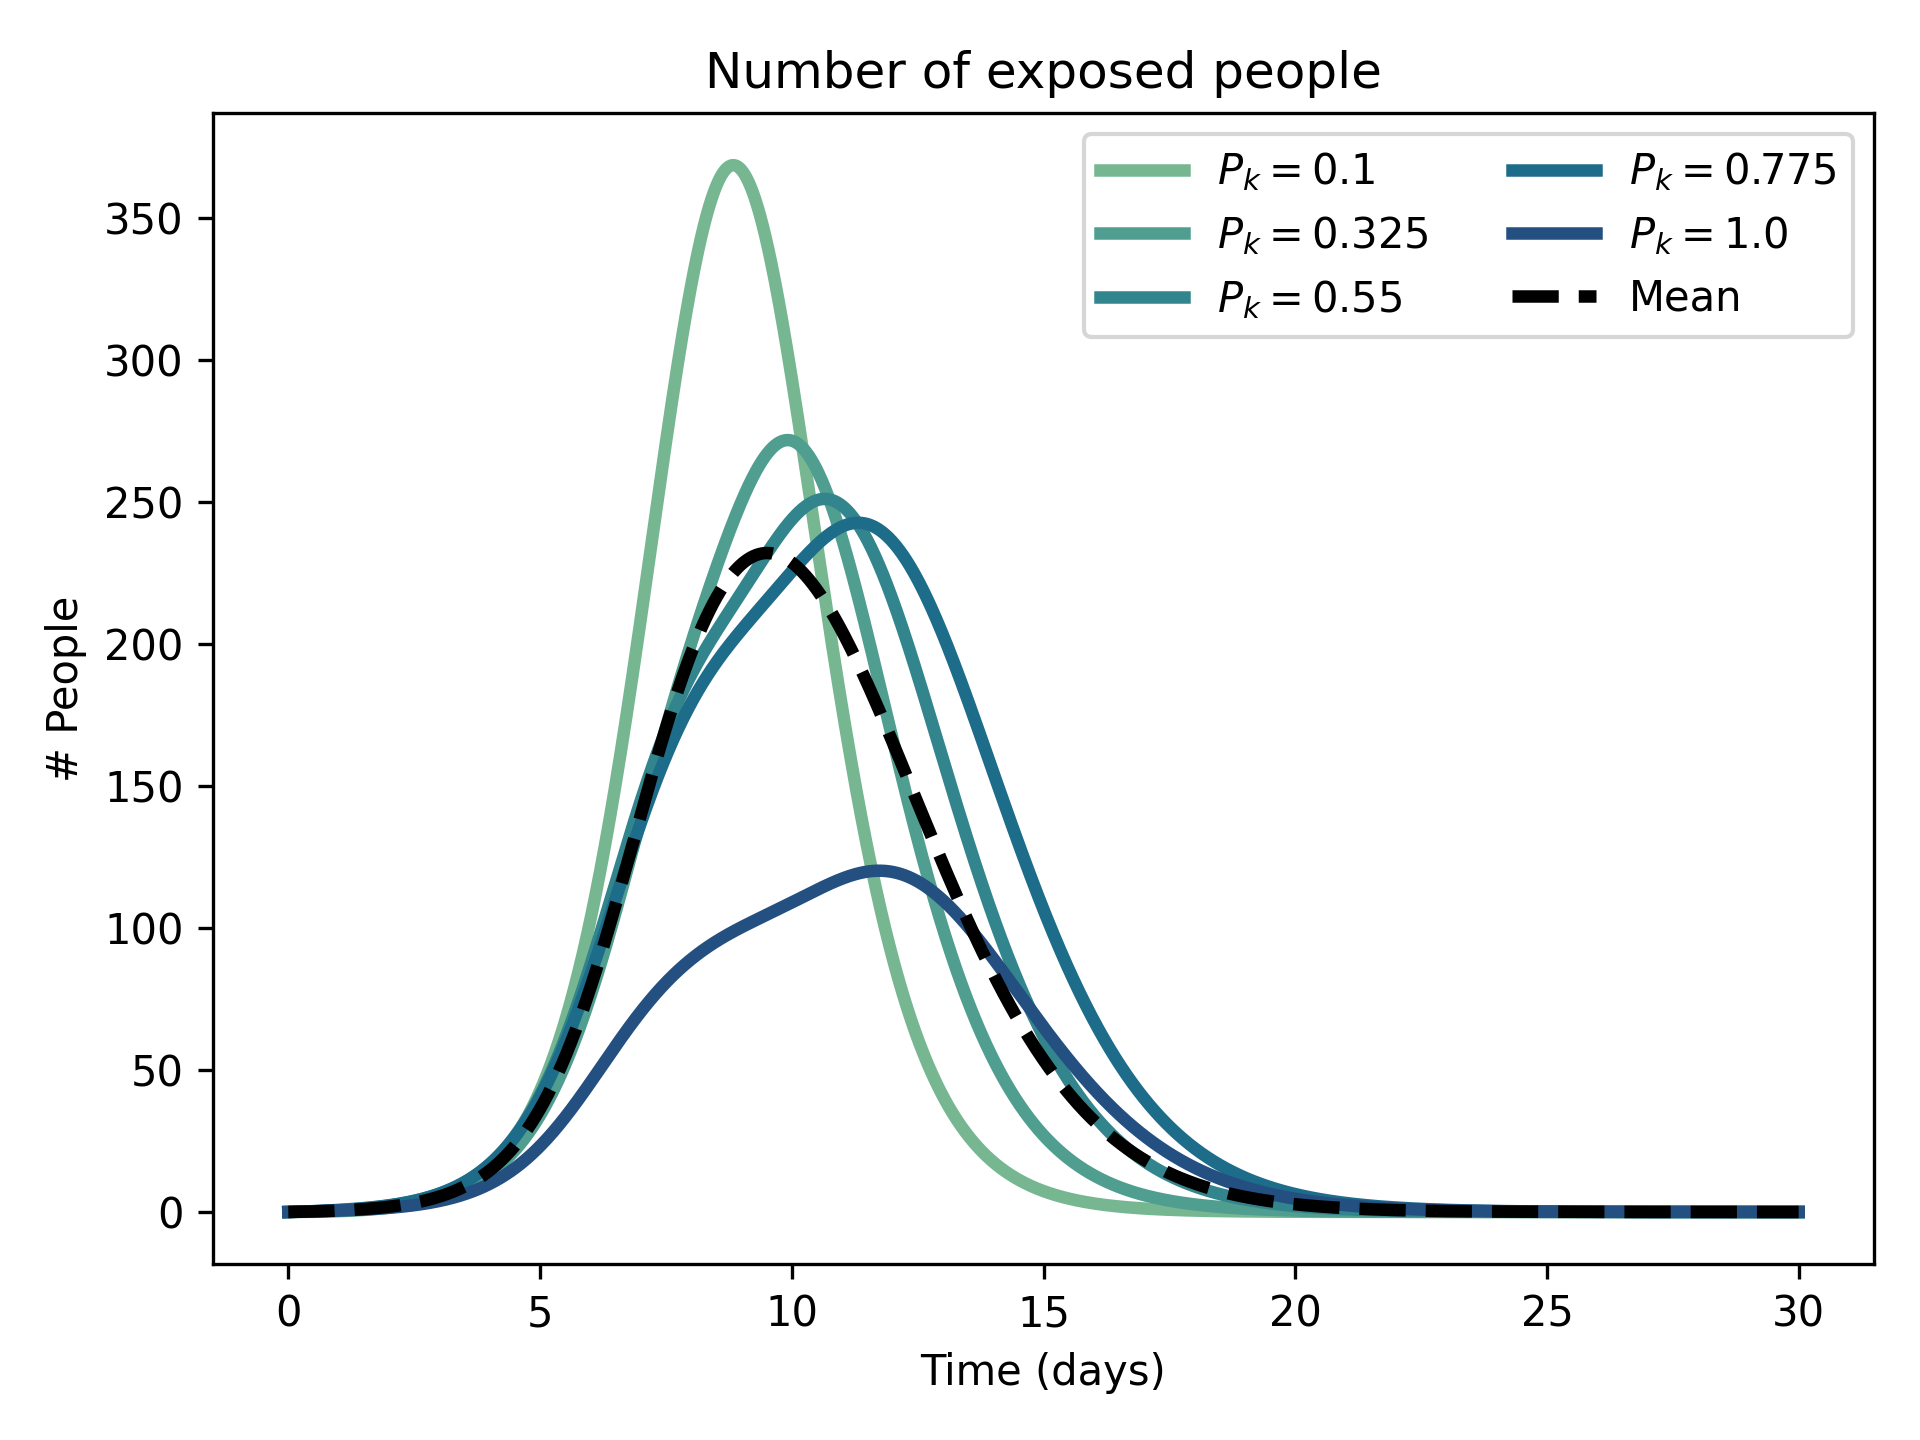 Number of exposed people
P_k = 0.1
P_k = 0.325
P_k = 0.55
P_k = 0.775
P_k = 1.0
Mean
# People
350
300
250
200
150
100
50
0
0 5 10 15 20 25 30
Time (days)